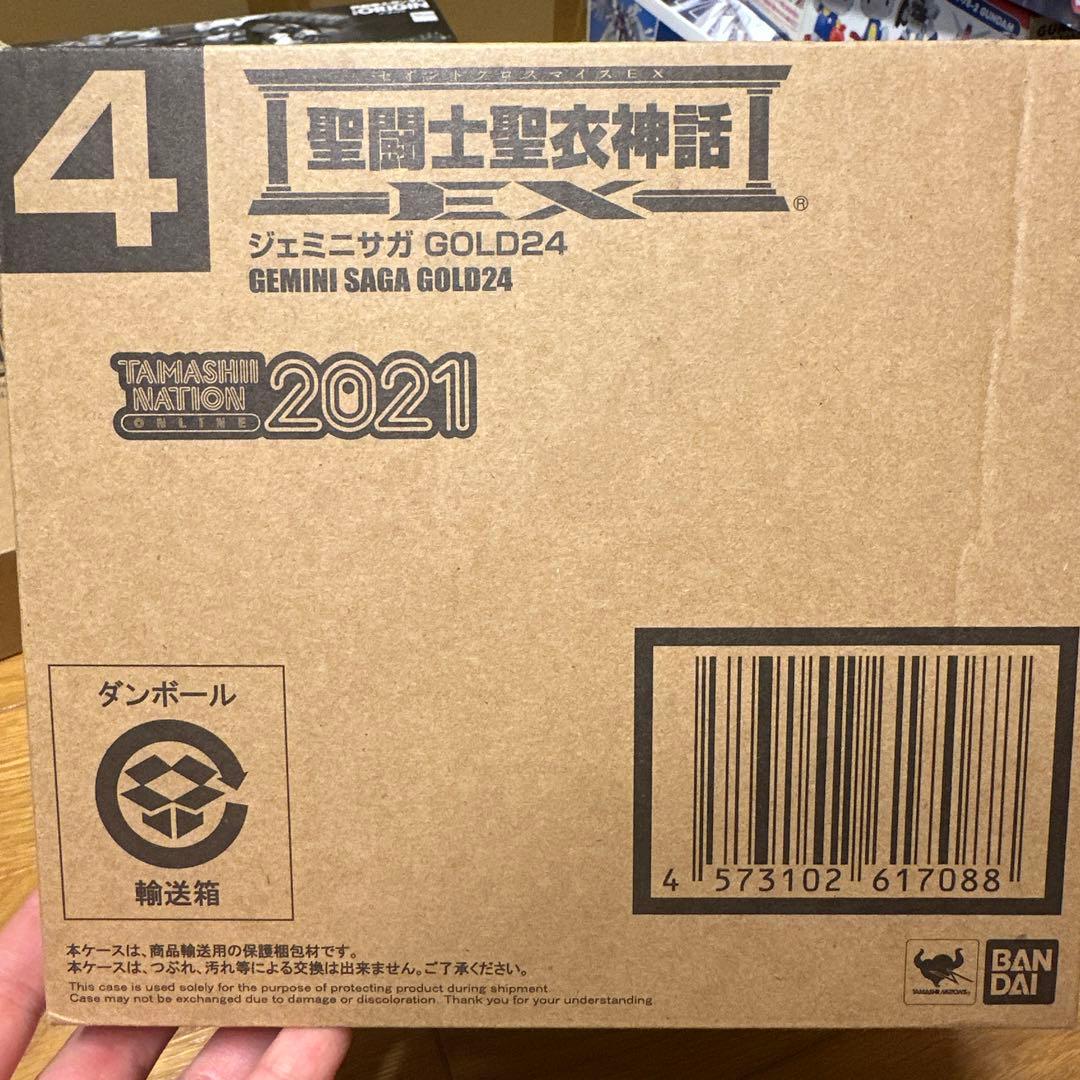 4
セイントクロスマイスEX
聖闘士聖衣神話
EX®
ジェミニサガ GOLD24
GEMINI SAGA GOLD24
TAMASHII
NATION
ONLINE
2021
ダンボール
輸送箱
4 573102 617088
本ケースは、商品輸送用の保護梱包材です。
本ケースは、つぶれ、汚れ等による交換は出来ません。ご了承ください。
This case is used solely for the purpose of protecting product during shipment.
Case may not be exchanged due to damage or discoloration. Thank you for your understanding.
TAMASHII NATIONS
BAN
DAI
GUNDAM